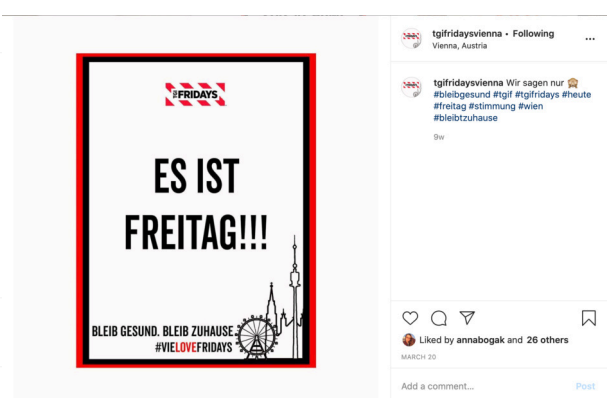 TGI FRIDAYS
ES IST
FREITAG!!!
BLEIB GESUND. BLEIB ZUHAUSE.
#VIELOVEFRIDAYS
tgifridaysvienna • Following
Vienna, Austria
tgifridaysvienna Wir sagen nur 🙈
#bleibgesund #tgif #tgifridays #heute
#freitag #stimmung #wien
#bleibtzuhause
9w
Liked by annabogak and 26 others
MARCH 20
Add a comment...
Post